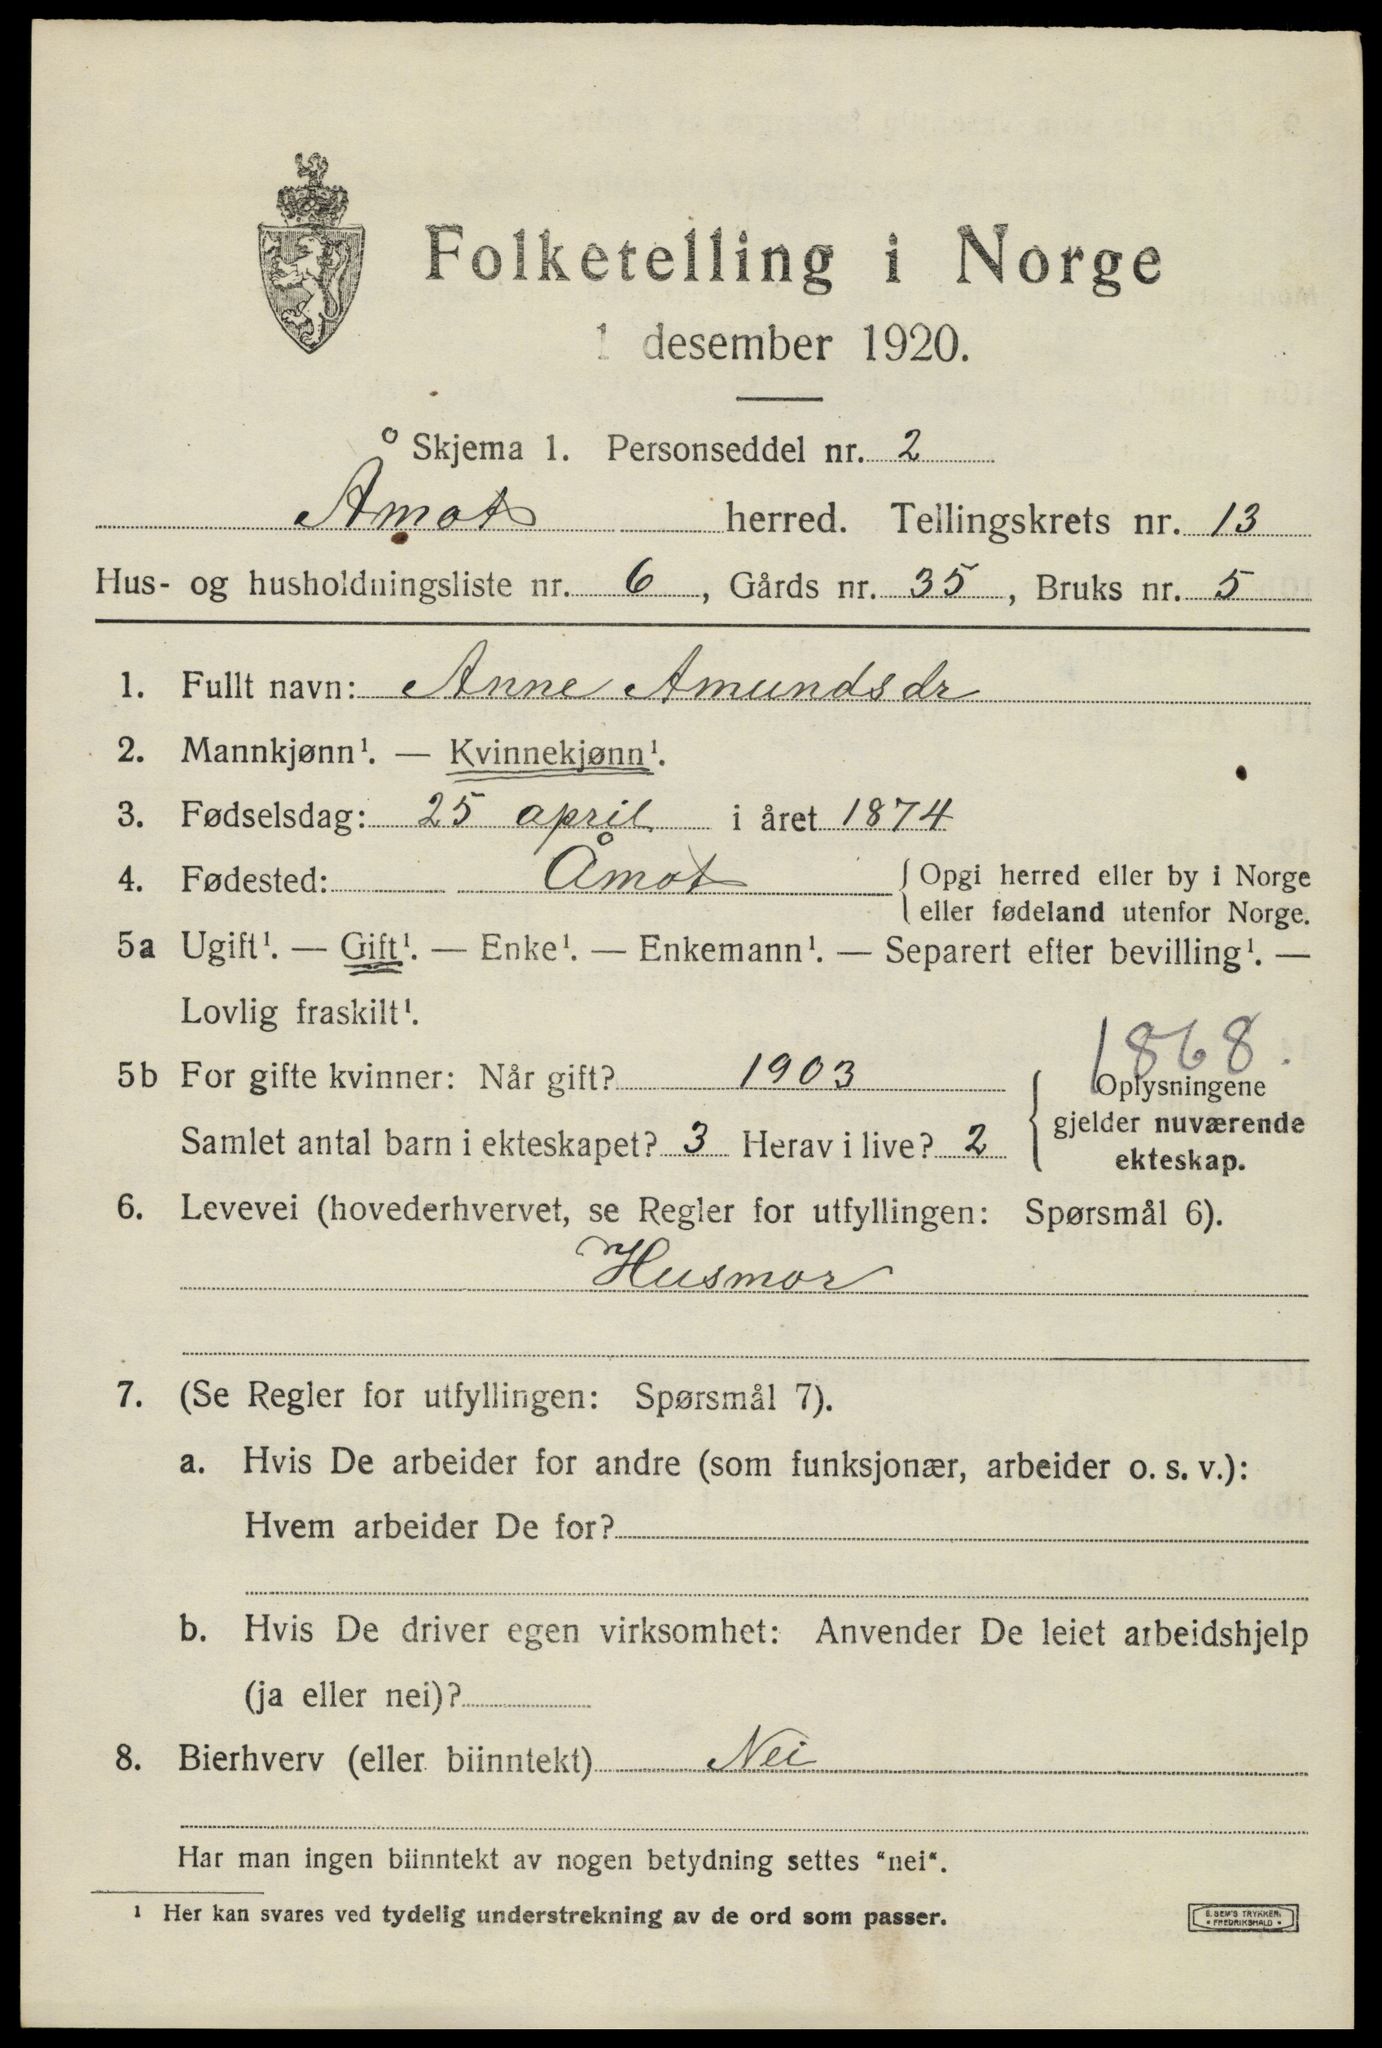 Folketelling i Norge
1 desember 1920.
Skjema 1. Personseddel nr. 2
Åmot herred. Tellingskrets nr. 13
Hus- og husholdningsliste nr. 6, Gårds nr. 35, Bruks nr. 5
1. Fullt navn: Anne Amundsdr
2. Mannkjønn¹. — Kvinnekjønn¹.
3. Fødselsdag: 25 april i året 1874
4. Fødested: Åmot { Opgi herred eller by i Norge
eller fødeland utenfor Norge.
5a Ugift¹. — Gift¹. — Enke¹. — Enkemann¹. — Separert efter bevilling¹. —
Lovlig fraskilt¹.
1868.
5b For gifte kvinner: Når gift? 1903
Samlet antal barn i ekteskapet? 3 Herav i live? 2
{ Oplysningene
gjelder nuværende
ekteskap.
6. Levevei (hovederhvervet, se Regler for utfyllingen: Spørsmål 6).
Husmor
7. (Se Regler for utfyllingen: Spørsmål 7).
a. Hvis De arbeider for andre (som funksjonær, arbeider o. s. v.):
Hvem arbeider De for?
b. Hvis De driver egen virksomhet: Anvender De leiet arbeidshjelp
(ja eller nei)?
8. Bierhverv (eller biinntekt) Nei
Har man ingen biinntekt av nogen betydning settes "nei".
¹ Her kan svares ved tydelig understrekning av de ord som passer.
E. SEM'S TRYKKERI
• FREDRIKSHALD •